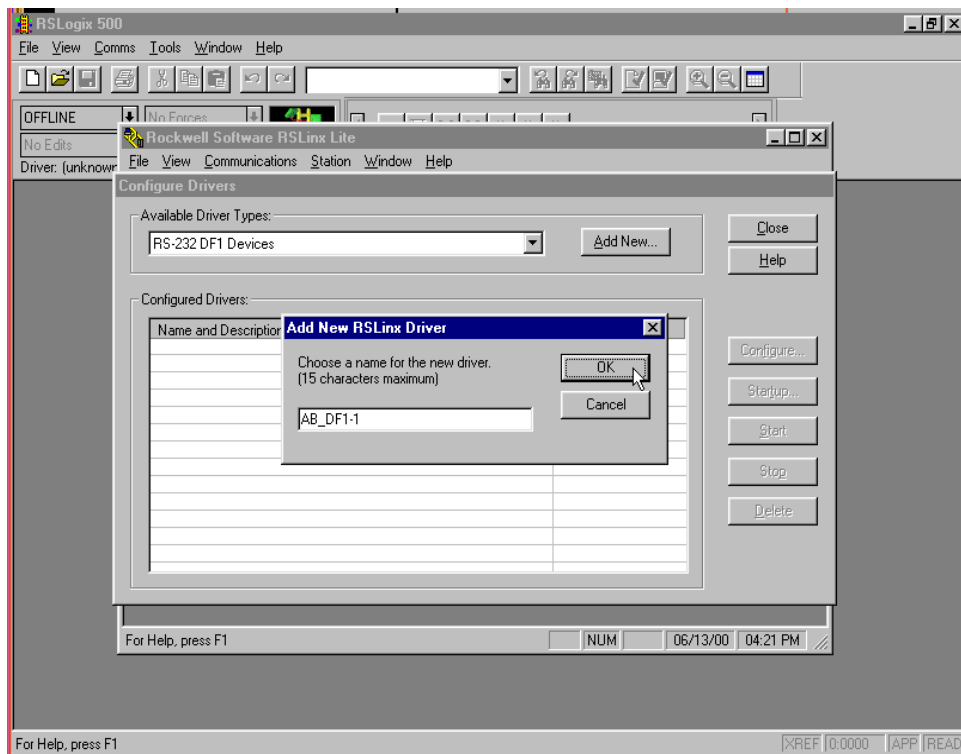 RSLogix 500
File View Comms Tools Window Help
OFFLINE
No Forces
No Edits
Driver: (unknown
Rockwell Software RSLinx Lite
File View Communications Station Window Help
Configure Drivers
Available Driver Types:
RS-232 DF1 Devices
Add New...
Close
Help
Configured Drivers:
Name and Description
Add New RSLinx Driver
Choose a name for the new driver.
(15 characters maximum)
AB_DF1-1
OK
Cancel
Configure...
Startup...
Start
Stop
Delete
For Help, press F1
NUM
06/13/00
04:21 PM
For Help, press F1
XREF
0:0000
APP
READ